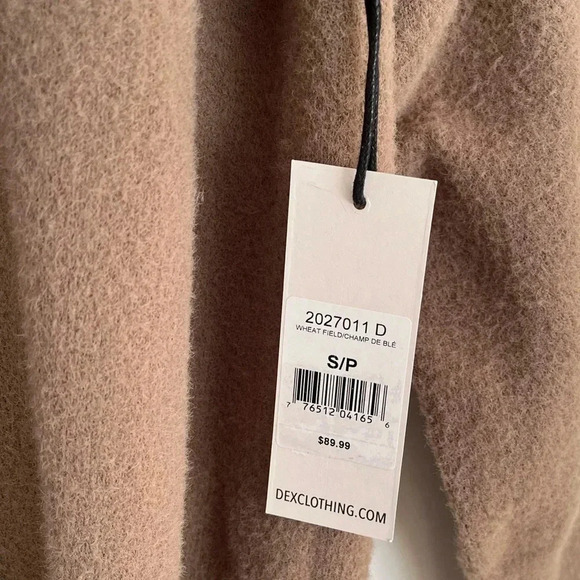 2027011 D
WHEAT FIELD/CHAMP DE BLÉ
S/P
7 76512 04165 6
$89.99
DEXCLOTHING.COM